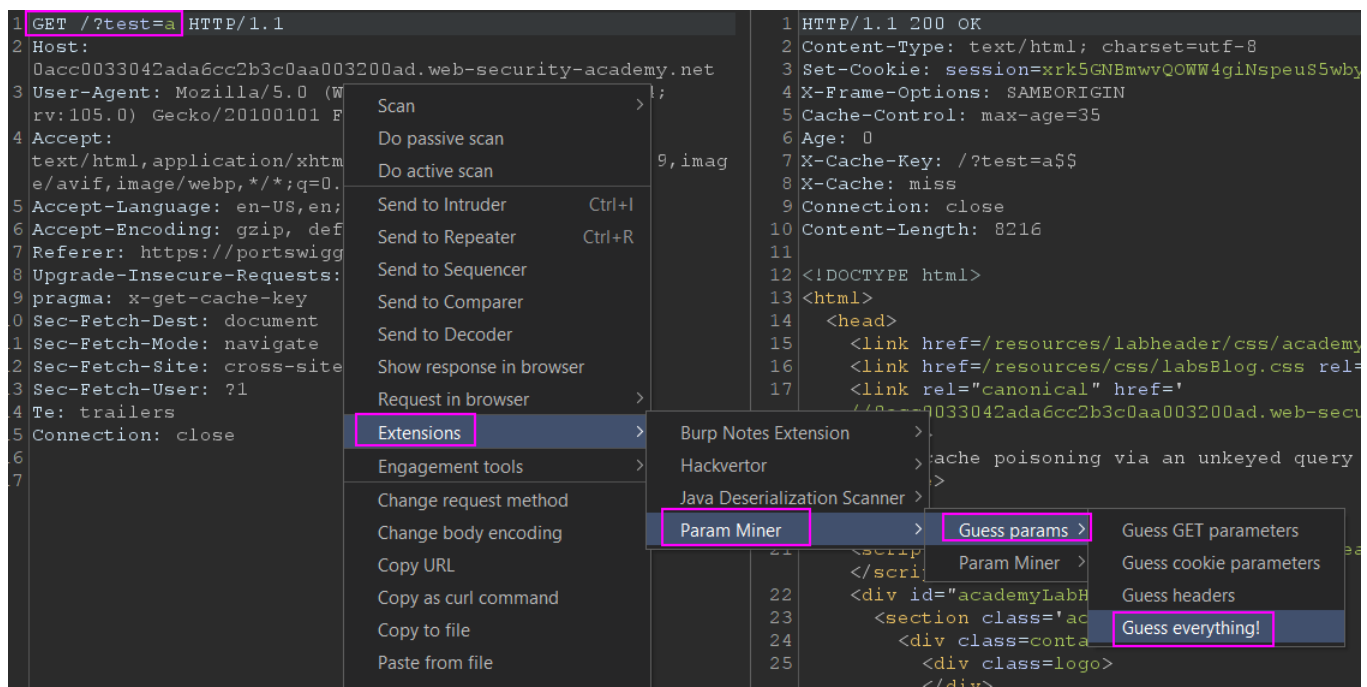 1 GET /?test=a HTTP/1.1
2 Host:
0acc0033042ada6cc2b3c0aa003200ad.web-security-academy.net
3 User-Agent: Mozilla/5.0 (W
rv:105.0) Gecko/20100101 F
4 Accept:
text/html,application/xhtm 9,imag
e/avif,image/webp,*/*;q=0.
5 Accept-Language: en-US,en;
6 Accept-Encoding: gzip, def
7 Referer: https://portswigg
8 Upgrade-Insecure-Requests:
9 pragma: x-get-cache-key
0 Sec-Fetch-Dest: document
1 Sec-Fetch-Mode: navigate
2 Sec-Fetch-Site: cross-site
3 Sec-Fetch-User: ?1
4 Te: trailers
5 Connection: close
6
7
Scan
Do passive scan
Do active scan
Send to Intruder Ctrl+I
Send to Repeater Ctrl+R
Send to Sequencer
Send to Comparer
Send to Decoder
Show response in browser
Request in browser
Extensions
Engagement tools
Change request method
Change body encoding
Copy URL
Copy as curl command
Copy to file
Paste from file
Burp Notes Extension
Hackvertor
Java Deserialization Scanner
Param Miner
Guess params
Param Miner
Guess GET parameters
Guess cookie parameters
Guess headers
Guess everything!
1 HTTP/1.1 200 OK
2 Content-Type: text/html; charset=utf-8
3 Set-Cookie: session=xrk5GNBmwvQOWW4giNspeuS5wby
4 X-Frame-Options: SAMEORIGIN
5 Cache-Control: max-age=35
6 Age: 0
7 X-Cache-Key: /?test=a$$
8 X-Cache: miss
9 Connection: close
10 Content-Length: 8216
11
12 <!DOCTYPE html>
13 <html>
14 <head>
15 <link href=/resources/labheader/css/academy
16 <link href=/resources/css/labsBlog.css rel=
17 <link rel="canonical" href='
//0acc0033042ada6cc2b3c0aa003200ad.web-secu
cache poisoning via an unkeyed query
>
21 <scrip
</scri
22 <div id="academyLabH
23 <section class='ac
24 <div class=conta
25 <div class=logo>
</div>